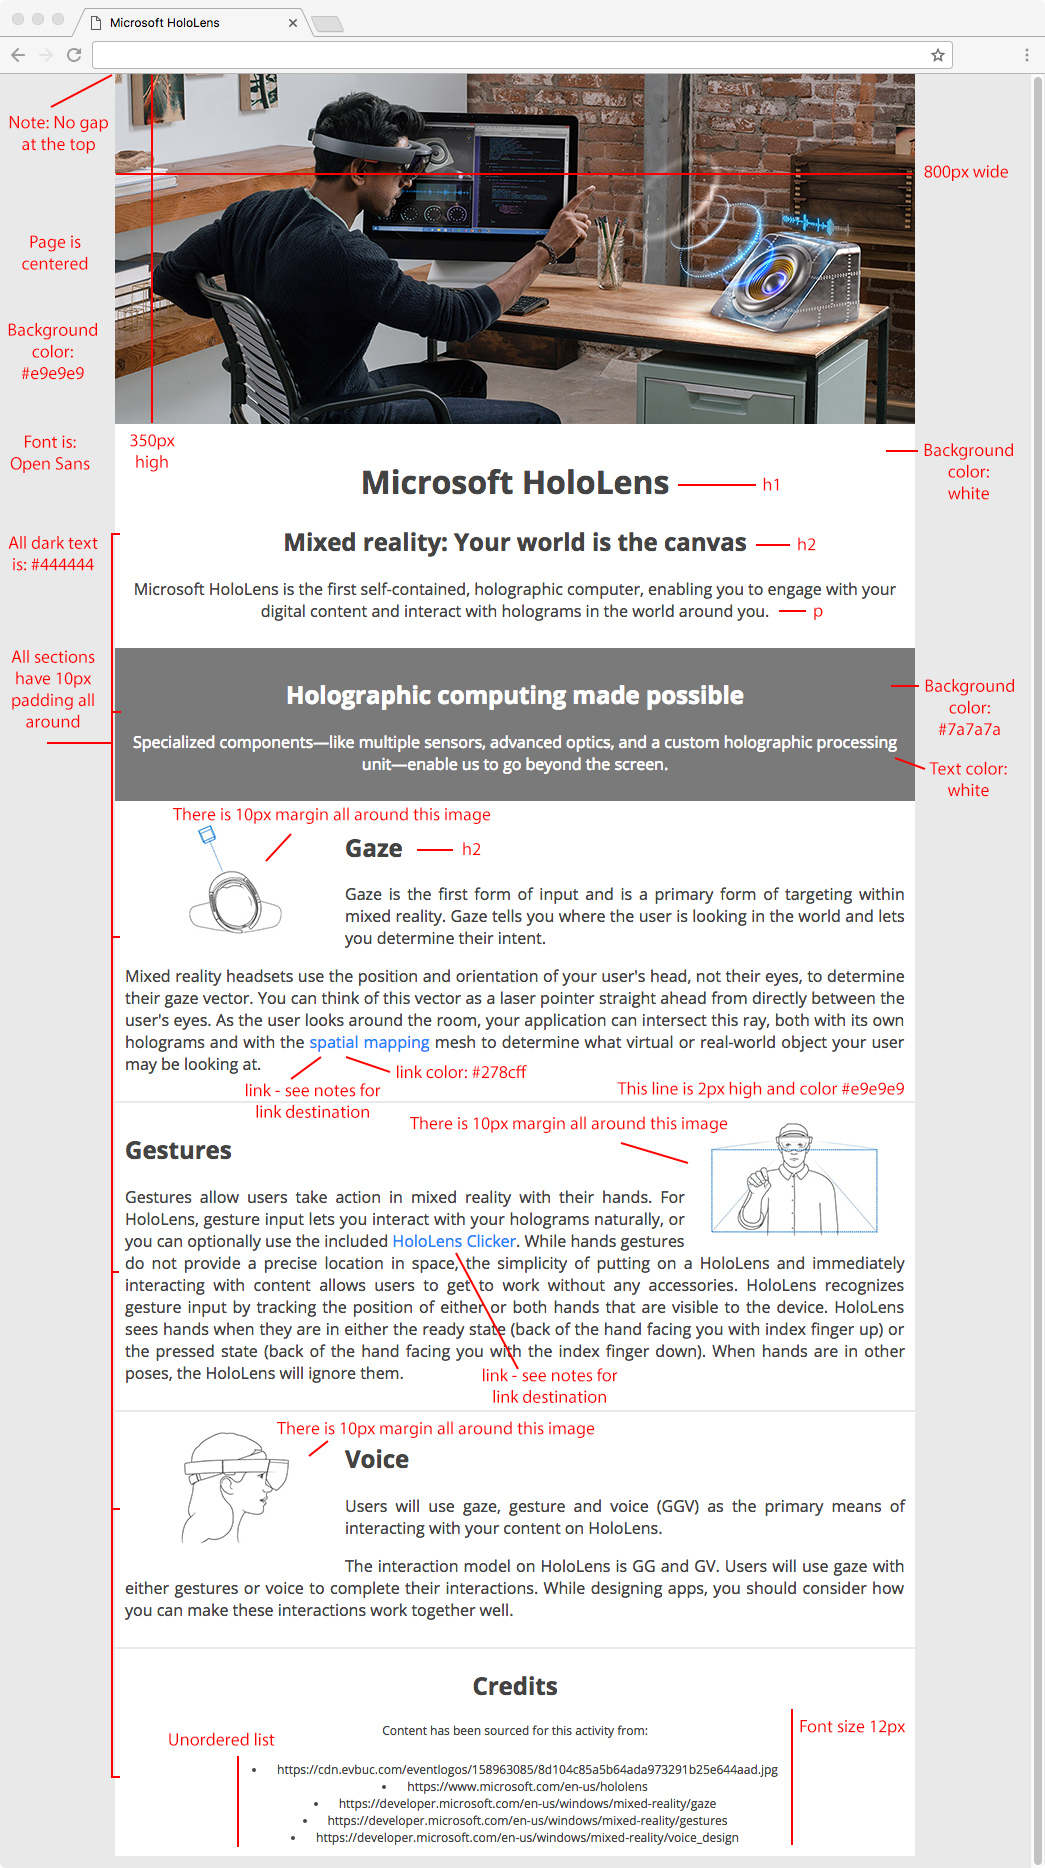 Microsoft HoloLens
Note: No gap
at the top
800px wide
Page is
centered
Background
color:
#e9e9e9
Font is:
Open Sans
350px
high
Background
color:
white
Microsoft HoloLens
h1
All dark text
is: #444444
Mixed reality: Your world is the canvas
h2
Microsoft HoloLens is the first self-contained, holographic computer, enabling you to engage with your
digital content and interact with holograms in the world around you.
p
All sections
have 10px
padding all
around
Holographic computing made possible
Background
color:
#7a7a7a
Specialized components—like multiple sensors, advanced optics, and a custom holographic processing
unit—enable us to go beyond the screen.
Text color:
white
There is 10px margin all around this image
Gaze
h2
Gaze is the first form of input and is a primary form of targeting within
mixed reality. Gaze tells you where the user is looking in the world and lets
you determine their intent.
Mixed reality headsets use the position and orientation of your user's head, not their eyes, to determine
their gaze vector. You can think of this vector as a laser pointer straight ahead from directly between the
user's eyes. As the user looks around the room, your application can intersect this ray, both with its own
holograms and with the spatial mapping mesh to determine what virtual or real-world object your user
may be looking at.
link color: #278cff
link - see notes for
link destination
This line is 2px high and color #e9e9e9
There is 10px margin all around this image
Gestures
Gestures allow users take action in mixed reality with their hands. For
HoloLens, gesture input lets you interact with your holograms naturally, or
you can optionally use the included HoloLens Clicker. While hands gestures
do not provide a precise location in space, the simplicity of putting on a HoloLens and immediately
interacting with content allows users to get to work without any accessories. HoloLens recognizes
gesture input by tracking the position of either or both hands that are visible to the device. HoloLens
sees hands when they are in either the ready state (back of the hand facing you with index finger up) or
the pressed state (back of the hand facing you with the index finger down). When hands are in other
poses, the HoloLens will ignore them.
link - see notes for
link destination
There is 10px margin all around this image
Voice
Users will use gaze, gesture and voice (GGV) as the primary means of
interacting with your content on HoloLens.
The interaction model on HoloLens is GG and GV. Users will use gaze with
either gestures or voice to complete their interactions. While designing apps, you should consider how
you can make these interactions work together well.
Credits
Content has been sourced for this activity from:
Font size 12px
Unordered list
• https://cdn.evbuc.com/eventlogos/158963085/8d104c85a5b64ada973291b25e644aad.jpg
• https://www.microsoft.com/en-us/hololens
• https://developer.microsoft.com/en-us/windows/mixed-reality/gaze
• https://developer.microsoft.com/en-us/windows/mixed-reality/gestures
• https://developer.microsoft.com/en-us/windows/mixed-reality/voice_design